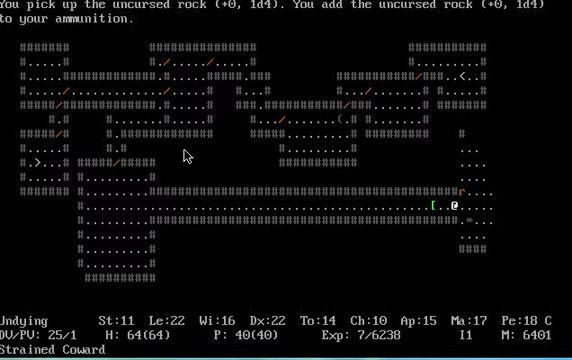 You pick up the uncursed rock (+0, 1d4). You add the uncursed rock (+0, 1d4)
to your ammunition.
Undying St:11 Le:22 Wi:16 Dx:22 To:14 Ch:10 Ap:15 Ma:17 Pe:18 C
DV/PV: 25/1 H: 64(64) P: 40(40) Exp: 7/6238 I1 M: 6401
Strained Coward